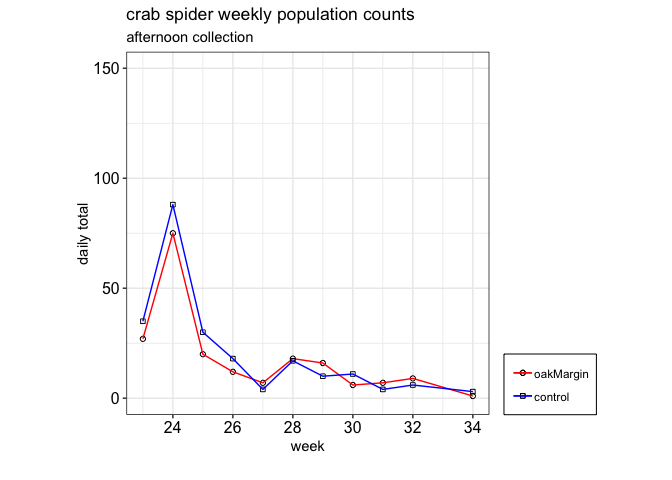 crab spider weekly population counts
afternoon collection
150
100
50
0
daily total
24 26 28 30 32 34
week
oakMargin
control